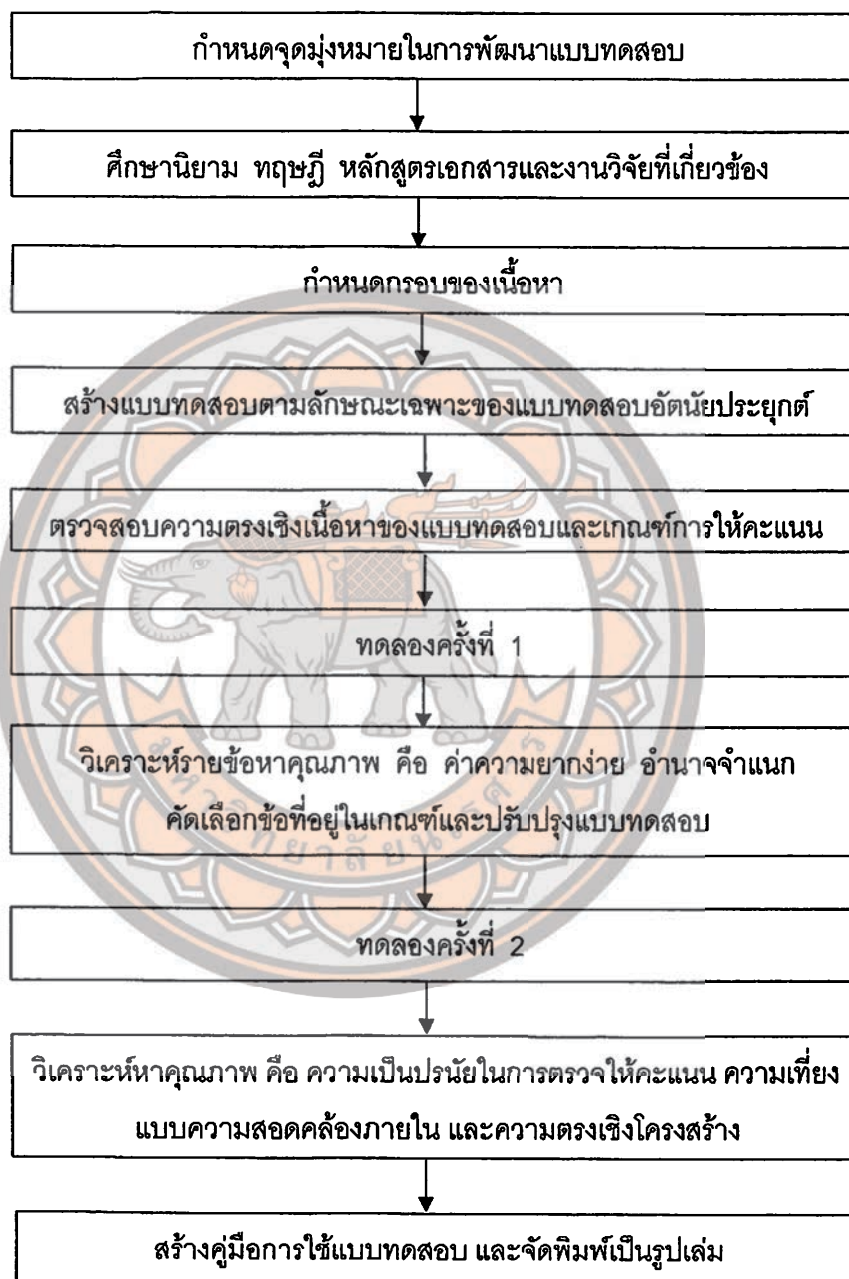 กำหนดจุดมุ่งหมายในการพัฒนาแบบทดสอบ
ศึกษานิยาม ทฤษฎี หลักสูตรเอกสารและงานวิจัยที่เกี่ยวข้อง
กำหนดกรอบของเนื้อหา
สร้างแบบทดสอบตามลักษณะเฉพาะของแบบทดสอบอัตนัยประยุกต์
ตรวจสอบความตรงเชิงเนื้อหาของแบบทดสอบและเกณฑ์การให้คะแนน
ทดลองครั้งที่ 1
วิเคราะห์รายข้อหาคุณภาพ คือ ค่าความยากง่าย อำนาจจำแนก
คัดเลือกข้อที่อยู่ในเกณฑ์และปรับปรุงแบบทดสอบ
มหาวิทยาลัยนเรศวร
ทดลองครั้งที่ 2
วิเคราะห์หาคุณภาพ คือ ความเป็นปรนัยในการตรวจให้คะแนน ความเที่ยง
แบบความสอดคล้องภายใน และความตรงเชิงโครงสร้าง
สร้างคู่มือการใช้แบบทดสอบ และจัดพิมพ์เป็นรูปเล่ม